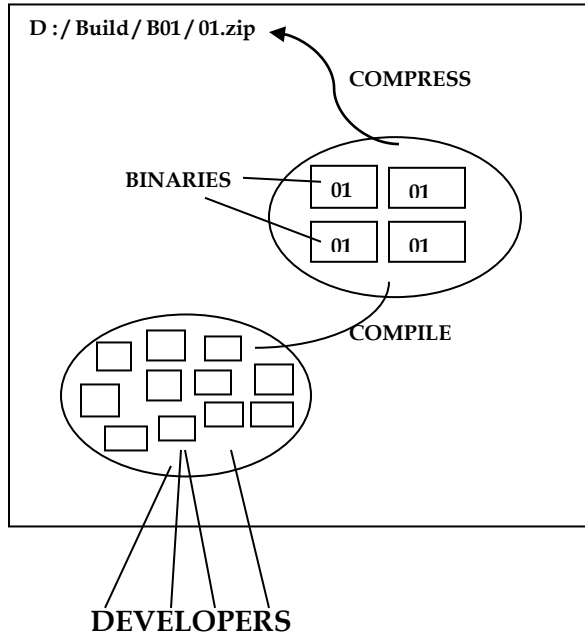 D : / Build / B01 / 01.zip
COMPRESS
BINARIES
01 01
01 01
COMPILE
DEVELOPERS